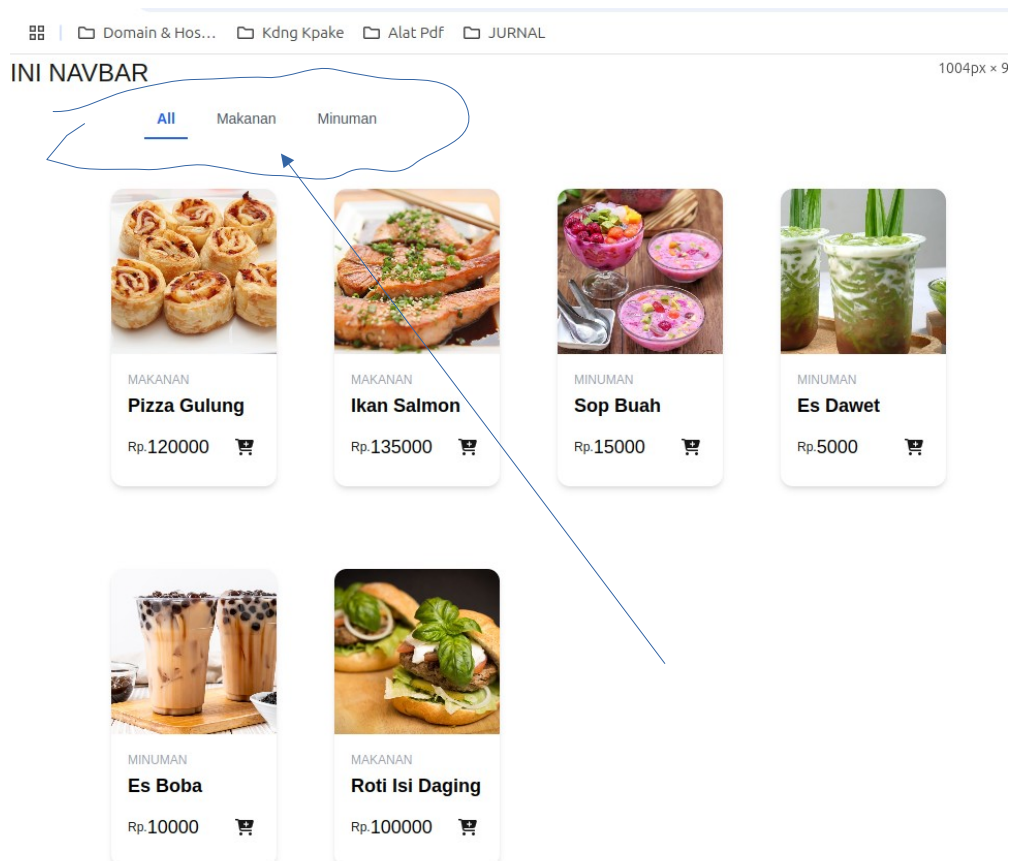 Domain & Hos... Kdng Kpake Alat Pdf JURNAL
INI NAVBAR
1004px × 9
All Makanan Minuman
MAKANAN MAKANAN MINUMAN MINUMAN
Pizza Gulung Ikan Salmon Sop Buah Es Dawet
Rp.120000 Rp.135000 Rp.15000 Rp.5000
MINUMAN MAKANAN
Es Boba Roti Isi Daging
Rp.10000 Rp.100000